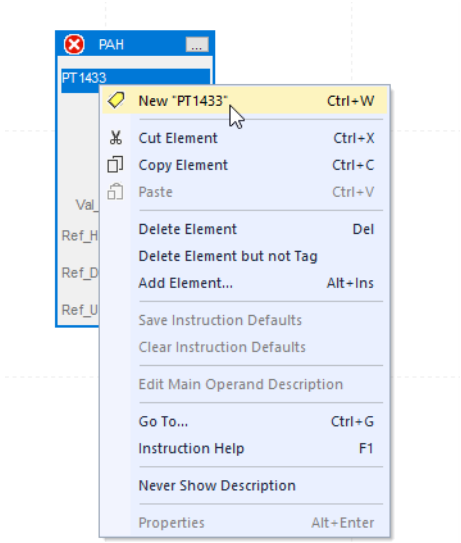 PAH ...
PT1433
New "PT1433" Ctrl+W
Cut Element Ctrl+X
Copy Element Ctrl+C
Paste Ctrl+V
Val_
Delete Element Del
Ref_H
Delete Element but not Tag
Ref_D
Add Element... Alt+Ins
Ref_U
Save Instruction Defaults
Clear Instruction Defaults
Edit Main Operand Description
Go To... Ctrl+G
Instruction Help F1
Never Show Description
Properties Alt+Enter